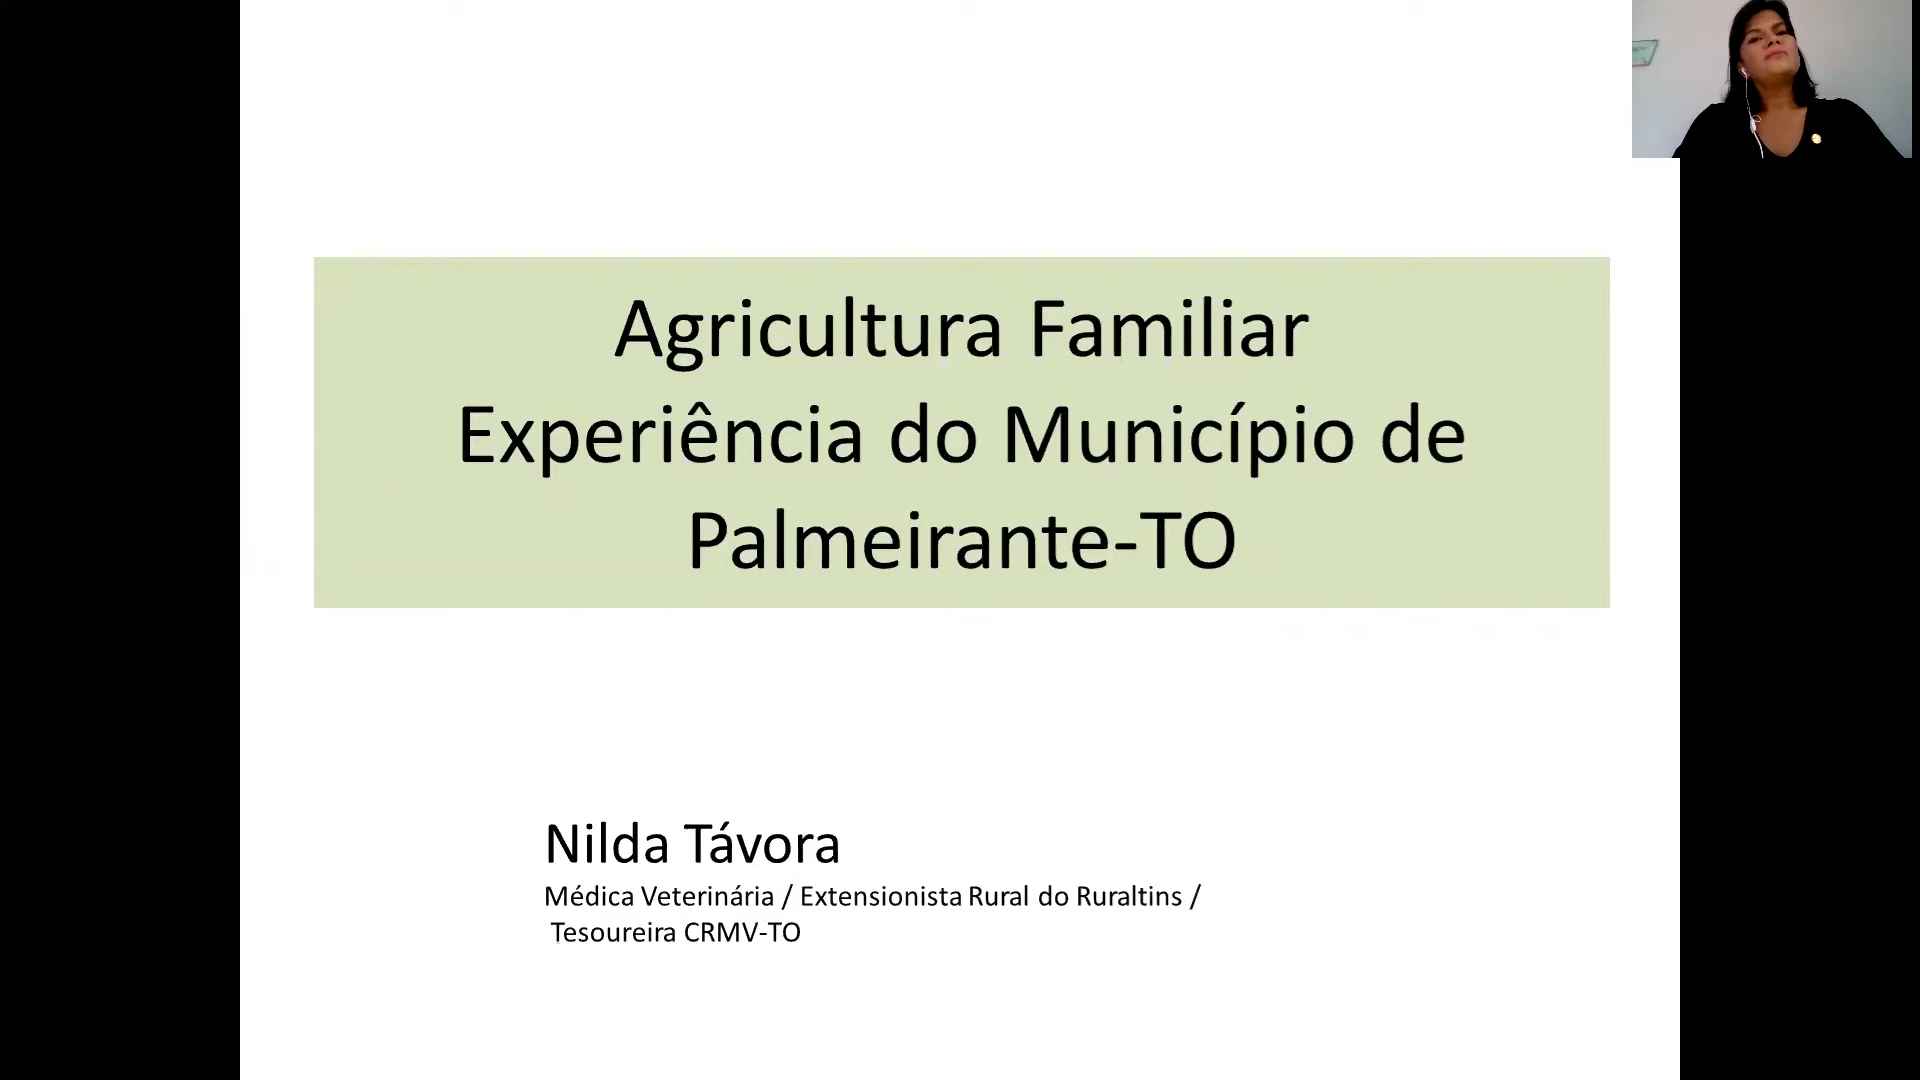 Agricultura Familiar
Experiência do Município de
Palmeirante-TO
Nilda Távora
Médica Veterinária / Extensionista Rural do Ruraltins /
Tesoureira CRMV-TO